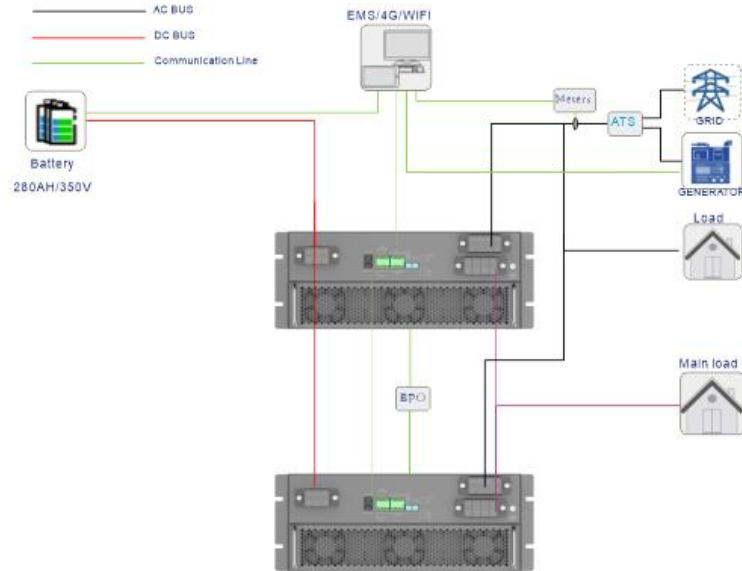 AC BUS
DC BUS
Communication Line
EMS/4G/WIFI
Meters
ATS
GRID
Battery
280AH/350V
GENERATOR
Load
EPO
Main load